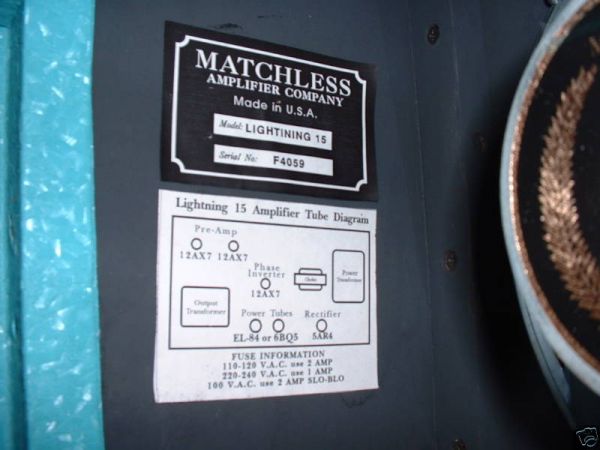 MATCHLESS
AMPLIFIER COMPANY
Made in U.S.A.
Model: LIGHTINING 15
Serial No: F4059
Lightning 15 Amplifier Tube Diagram
Pre-Amp
12AX7 12AX7
Phase
Inverter
12AX7
Choke
Power
Transformer
Output
Transformer
Power Tubes
EL-84 or 6BQ5
Rectifier
5AR4
FUSE INFORMATION
110-120 V.A.C. use 2 AMP
220-240 V.A.C. use 1 AMP
100 V.A.C. use 2 AMP SLO-BLO